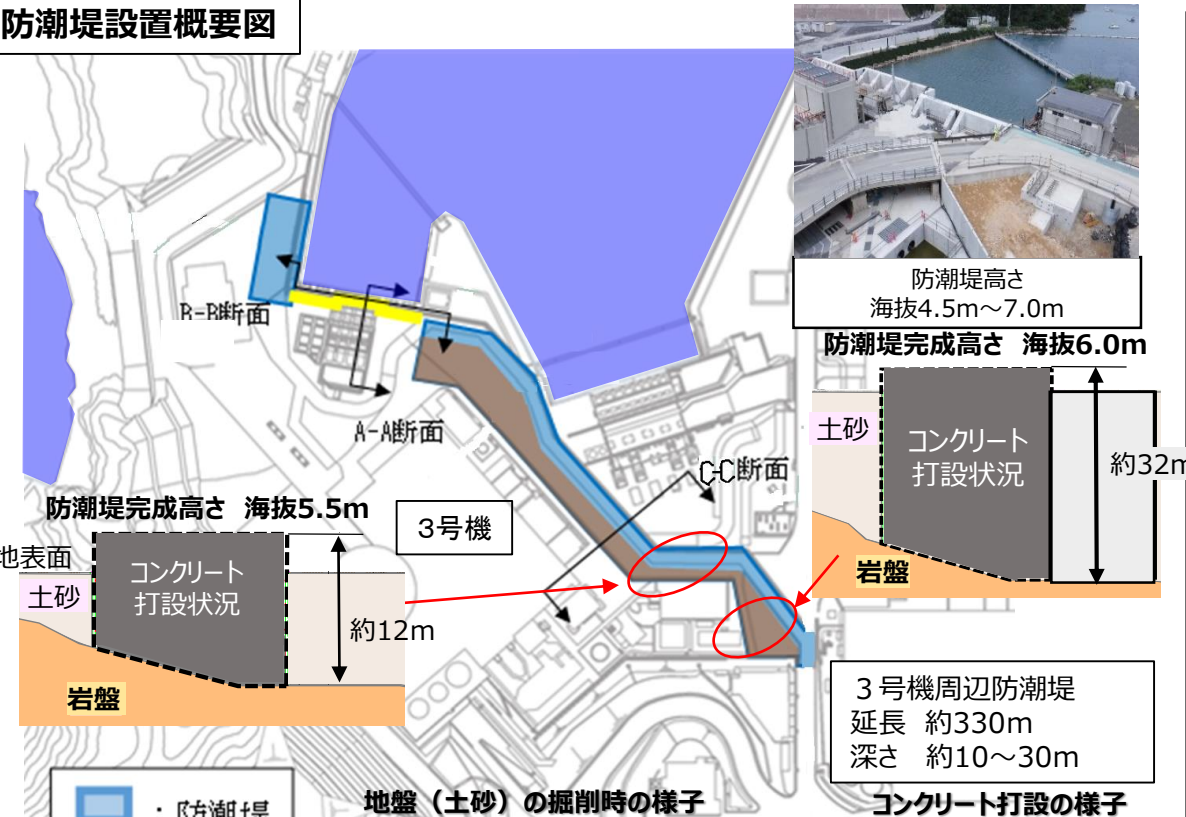 防潮堤設置概要図
防潮堤高さ
海抜4.5m～7.0m
防潮堤完成高さ 海抜6.0m
B-B断面
A-A断面
C-C断面
土砂
コンクリート
打設状況
約32m
岩盤
防潮堤完成高さ 海抜5.5m
3号機
地表面
土砂
コンクリート
打設状況
約12m
岩盤
３号機周辺防潮堤
延長 約330m
深さ 約10～30m
：防潮堤
地盤（土砂）の掘削時の様子
コンクリート打設の様子